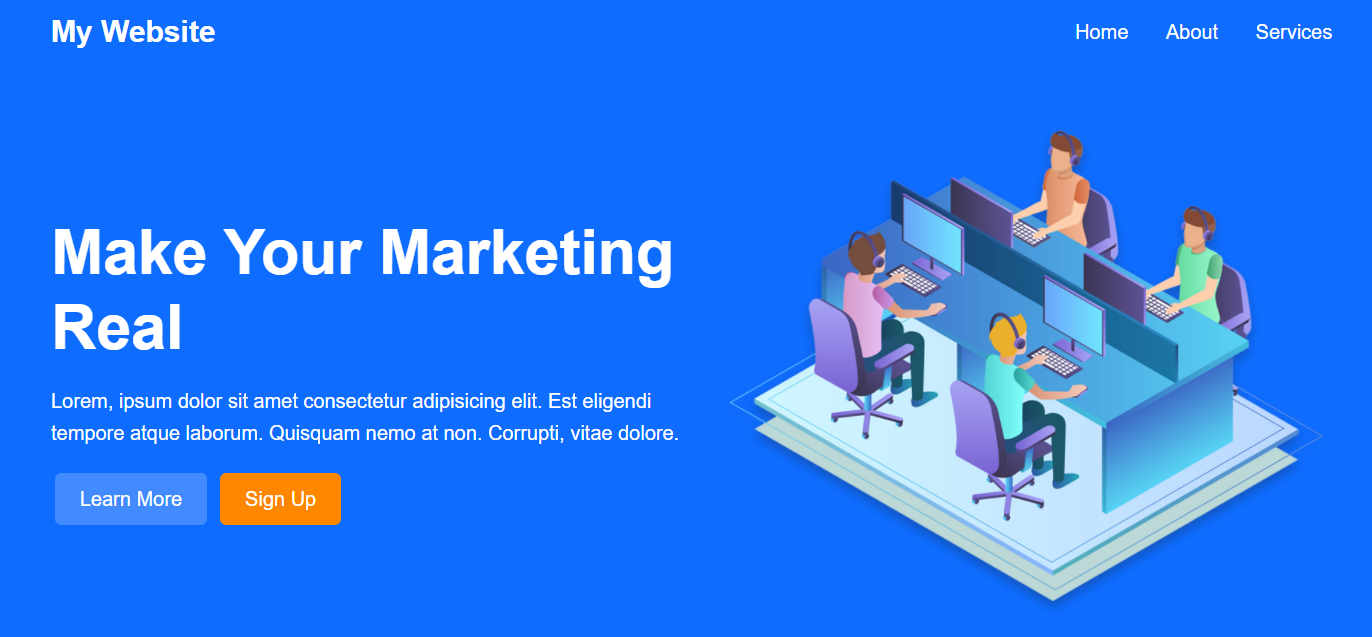 My Website
Home About Services
Make Your Marketing
Real
Lorem, ipsum dolor sit amet consectetur adipisicing elit. Est eligendi
tempore atque laborum. Quisquam nemo at non. Corrupti, vitae dolore.
Learn More
Sign Up